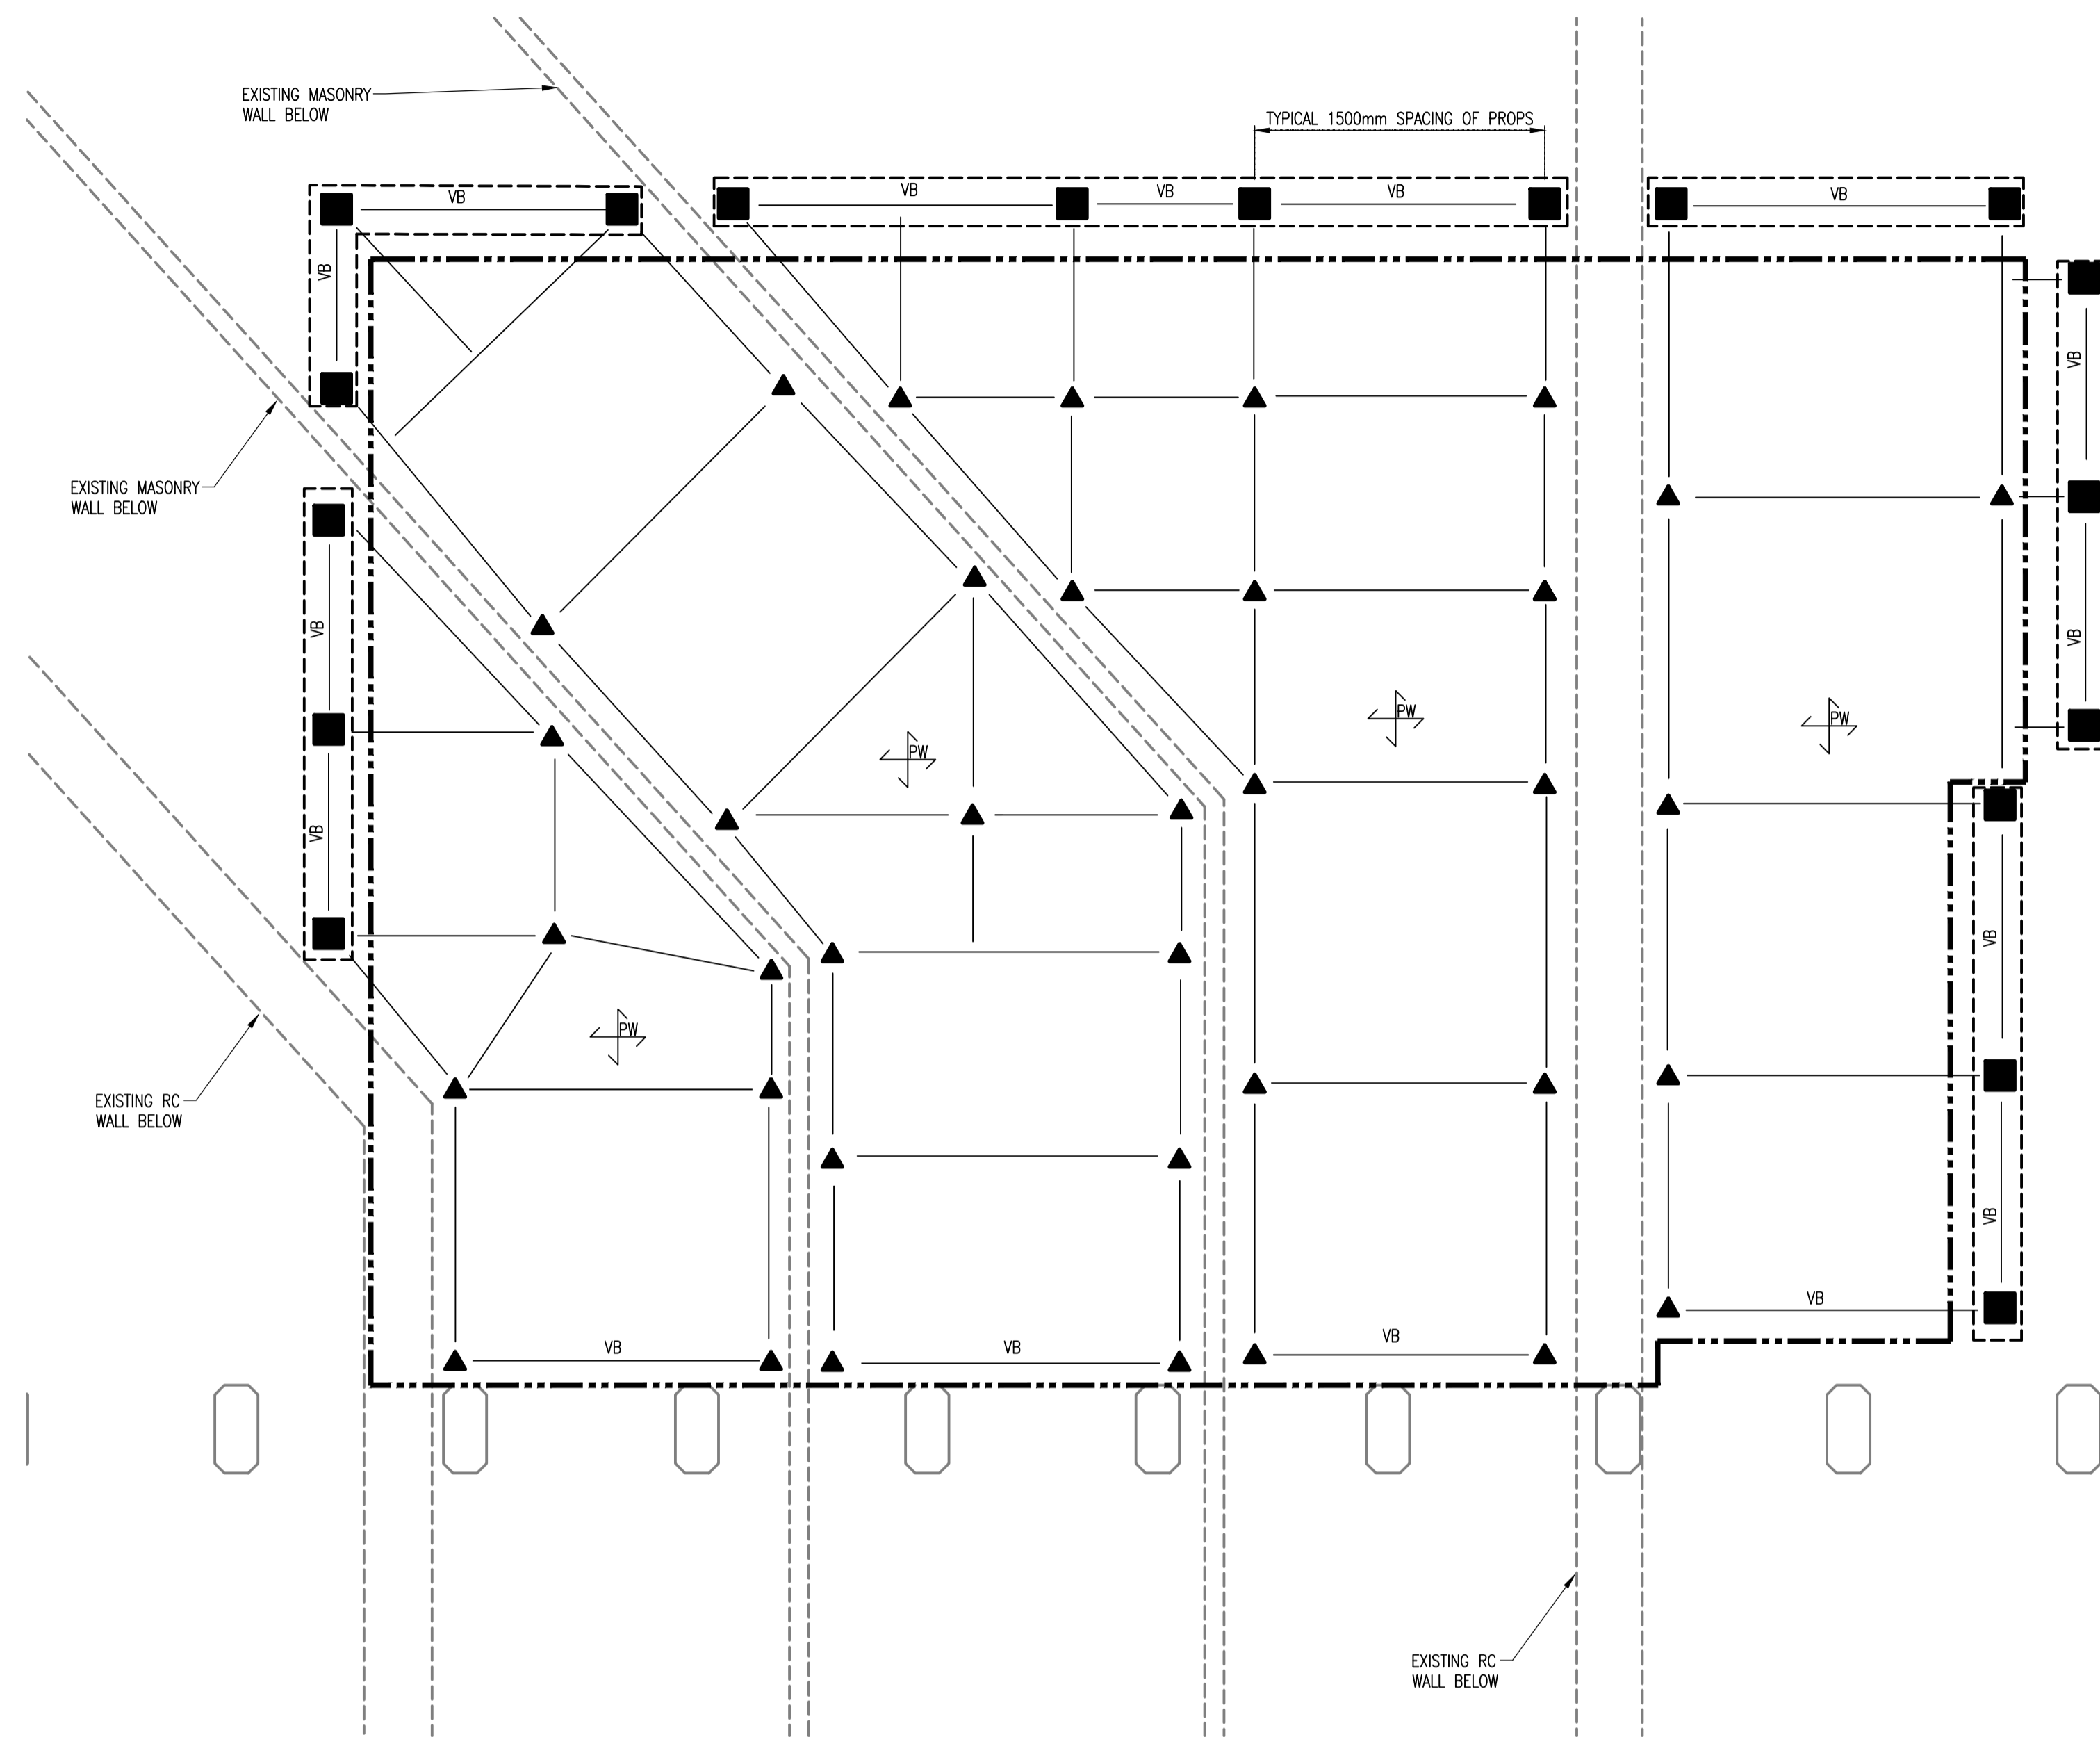 EXISTING MASONRY
WALL BELOW
TYPICAL 1500mm SPACING OF PROPS
VB
VB
VB
VB
VB
VB
VB
EXISTING MASONRY
WALL BELOW
VB
VB
PW
PW
PW
VB
VB
PW
EXISTING RC
WALL BELOW
VB
VB
VB
VB
VB
EXISTING RC
WALL BELOW